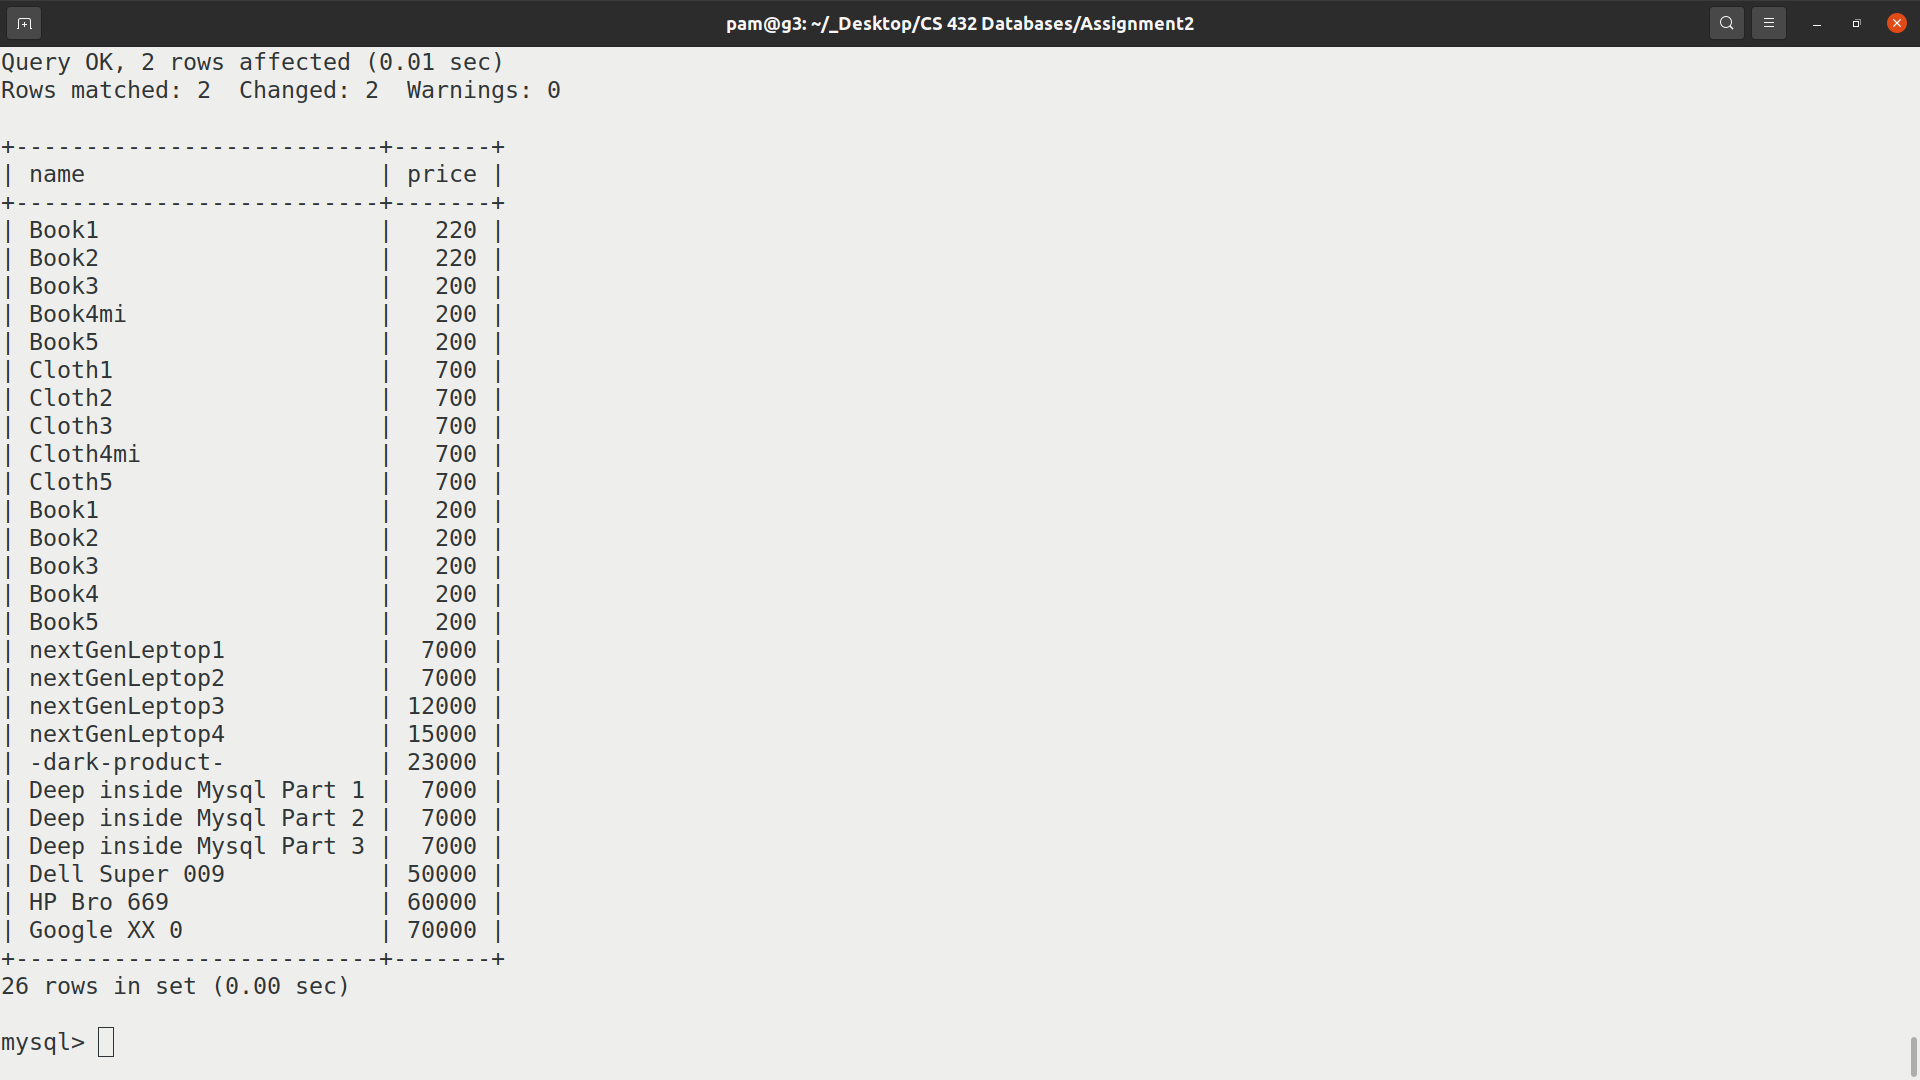 pam@g3: ~/_Desktop/CS 432 Databases/Assignment2
Query OK, 2 rows affected (0.01 sec)
Rows matched: 2  Changed: 2  Warnings: 0

+--------------------------+-------+
| name                     | price |
+--------------------------+-------+
| Book1                    |   220 |
| Book2                    |   220 |
| Book3                    |   200 |
| Book4mi                  |   200 |
| Book5                    |   200 |
| Cloth1                   |   700 |
| Cloth2                   |   700 |
| Cloth3                   |   700 |
| Cloth4mi                 |   700 |
| Cloth5                   |   700 |
| Book1                    |   200 |
| Book2                    |   200 |
| Book3                    |   200 |
| Book4                    |   200 |
| Book5                    |   200 |
| nextGenLeptop1           |  7000 |
| nextGenLeptop2           |  7000 |
| nextGenLeptop3           | 12000 |
| nextGenLeptop4           | 15000 |
| -dark-product-           | 23000 |
| Deep inside Mysql Part 1 |  7000 |
| Deep inside Mysql Part 2 |  7000 |
| Deep inside Mysql Part 3 |  7000 |
| Dell Super 009           | 50000 |
| HP Bro 669               | 60000 |
| Google XX 0              | 70000 |
+--------------------------+-------+
26 rows in set (0.00 sec)

mysql>